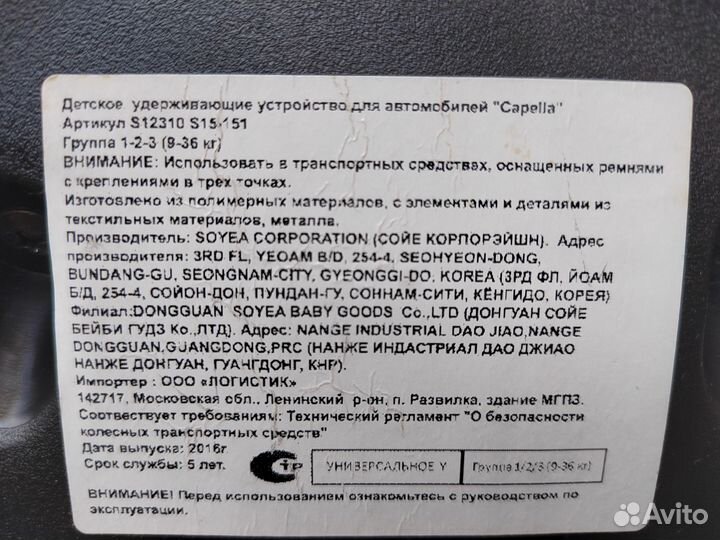 Детское удерживающие устройство для автомобилей "Capella"
Артикул S12310 S15-151
Группа 1-2-3 (9-36 кг)
ВНИМАНИЕ: Использовать в транспортных средствах, оснащенных ремнями
с креплениями в трех точках.
Изготовлено из полимерных материалов, с элементами и деталями из
текстильных материалов, металла.
Производитель: SOYEA CORPORATION (СОЙЕ КОРПОРЭЙШН). Адрес
производителя: 3RD FL, YEOAM B/D, 254-4, SEOHYEON-DONG,
BUNDANG-GU, SEONGNAM-CITY, GYEONGGI-DO, KOREA (3РД ФЛ, ЙОАМ
Б/Д, 254-4, СОЙОН-ДОН, ПУНДАН-ГУ, СОННАМ-СИТИ, КЁНГИДО, КОРЕЯ)
Филиал:DONGGUAN SOYEA BABY GOODS Co.,LTD (ДОНГУАН СОЙЕ
БЕЙБИ ГУДЗ Ко.,ЛТД). Адрес: NANGE INDUSTRIAL DAO JIAO,NANGE
DONGGUAN,GUANGDONG,PRC (НАНЖЕ ИНДАСТРИАЛ ДАО ДЖИАО
НАНЖЕ ДОНГУАН, ГУАНГДОНГ, КНР).
Импортер : ООО «ЛОГИСТИК»
142717, Московская обл., Ленинский р-он, п. Развилка, здание МГПЗ.
Соотвествует требованиям: Технический регламент "О безопасности
колесных транспортных средств"
Дата выпуска: 2016г
Срок службы: 5 лет.
УНИВЕРСАЛЬНОЕ Y
Группа 1/2/3 (9-36 кг)
ВНИМАНИЕ! Перед использованием ознакомьтесь с руководством по
эксплуатации.
Avito